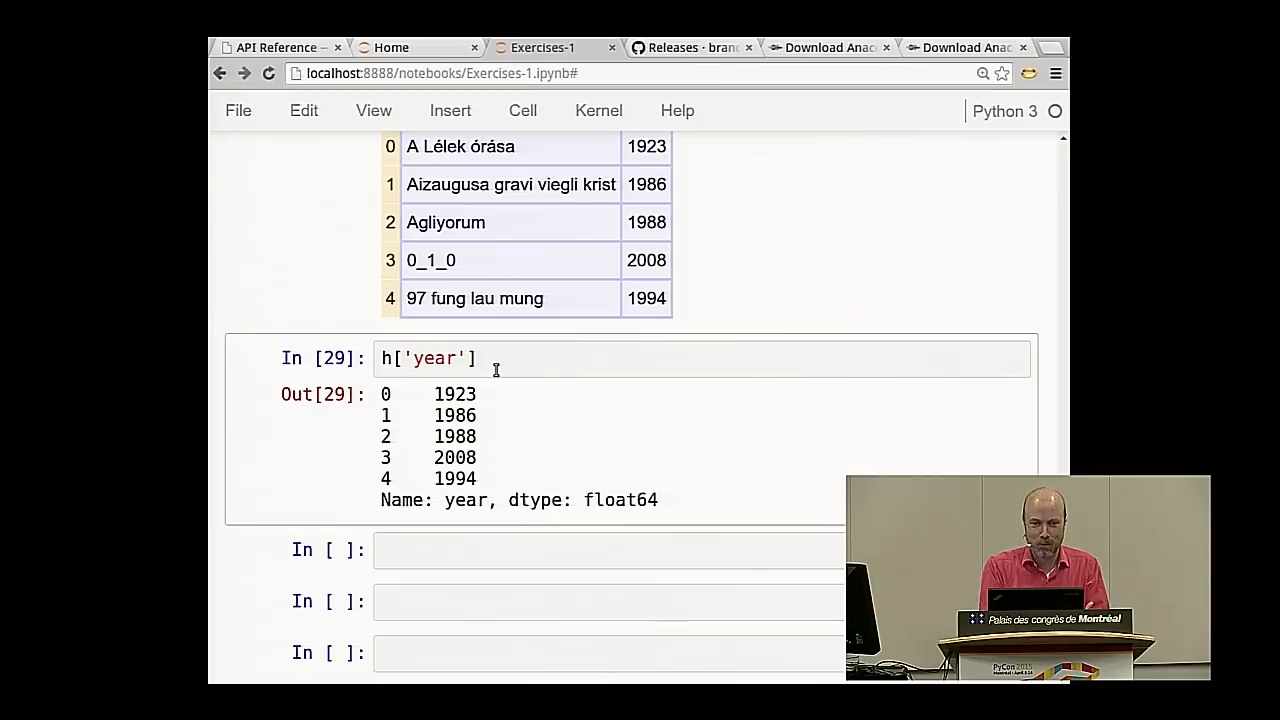 API Reference –
Home
Exercises-1
Releases · bran
Download Anac
Download Anac
localhost:8888/notebooks/Exercises-1.ipynb#
File Edit View Insert Cell Kernel Help Python 3
0 A Lélek órása 1923
1 Aizaugusa gravi viegli krist 1986
2 Agliyorum 1988
3 0_1_0 2008
4 97 fung lau mung 1994
In [29]: h['year']
Out[29]: 0 1923
1 1986
2 1988
3 2008
4 1994
Name: year, dtype: float64
In [ ]:
In [ ]:
In [ ]:
Palais des congrès de Montréal
PyCon 2015